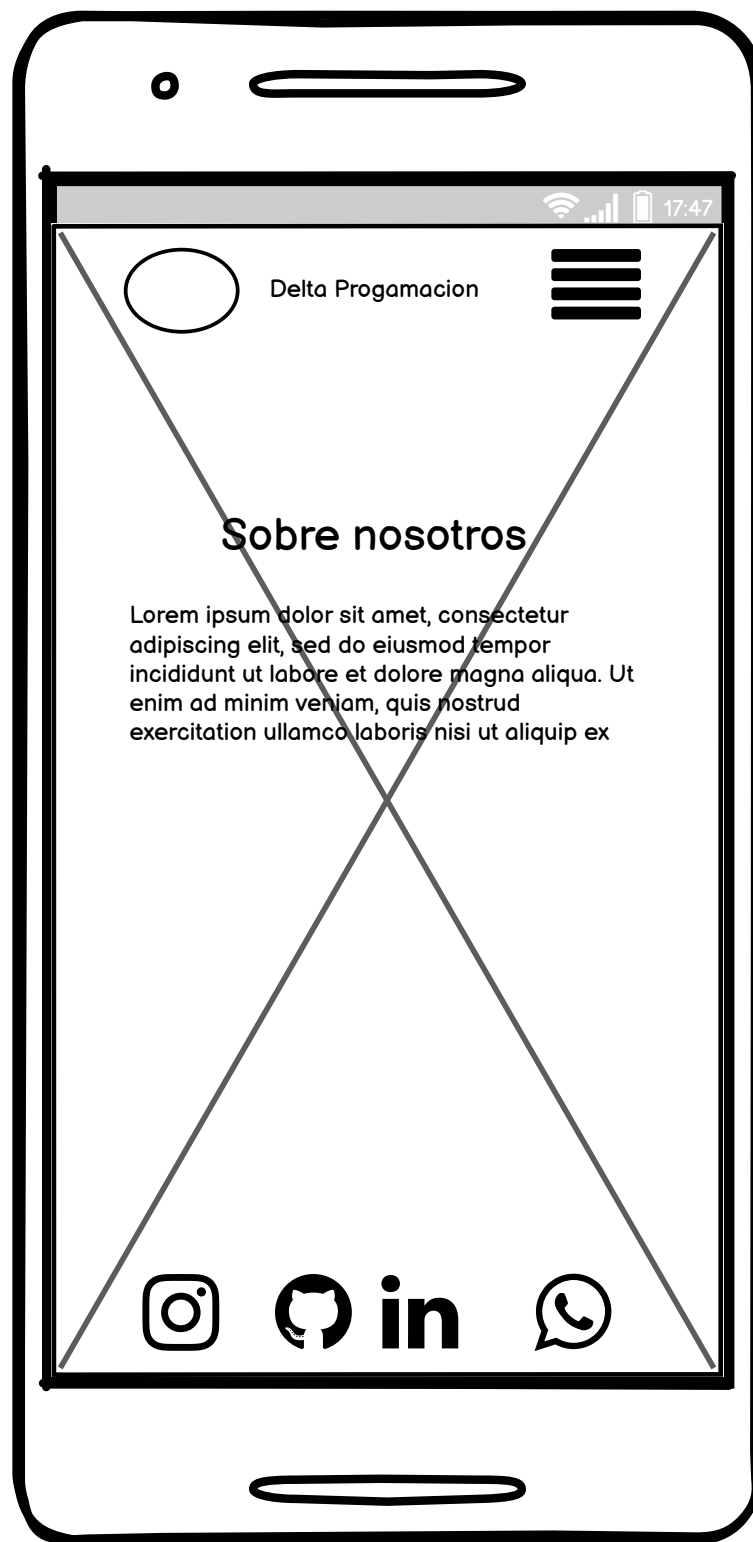 17:47
Delta Progamacion
Sobre nosotros
Lorem ipsum dolor sit amet, consectetur
adipiscing elit, sed do eiusmod tempor
incididunt ut labore et dolore magna aliqua. Ut
enim ad minim veniam, quis nostrud
exercitation ullamco laboris nisi ut aliquip ex
in